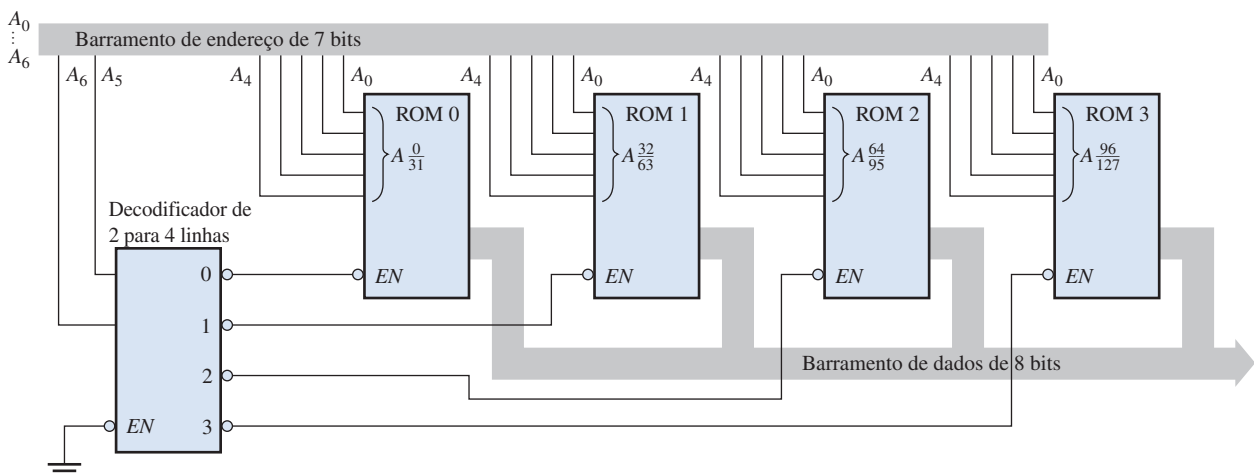 A0
⋮
A6
Barramento de endereço de 7 bits
A6 A5
A4 A0
A4 A0
A4 A0
A4 A0
ROM 0
A 0/31
EN
ROM 1
A 32/63
EN
ROM 2
A 64/95
EN
ROM 3
A 96/127
EN
Decodificador de
2 para 4 linhas
0
1
2
3
EN
Barramento de dados de 8 bits